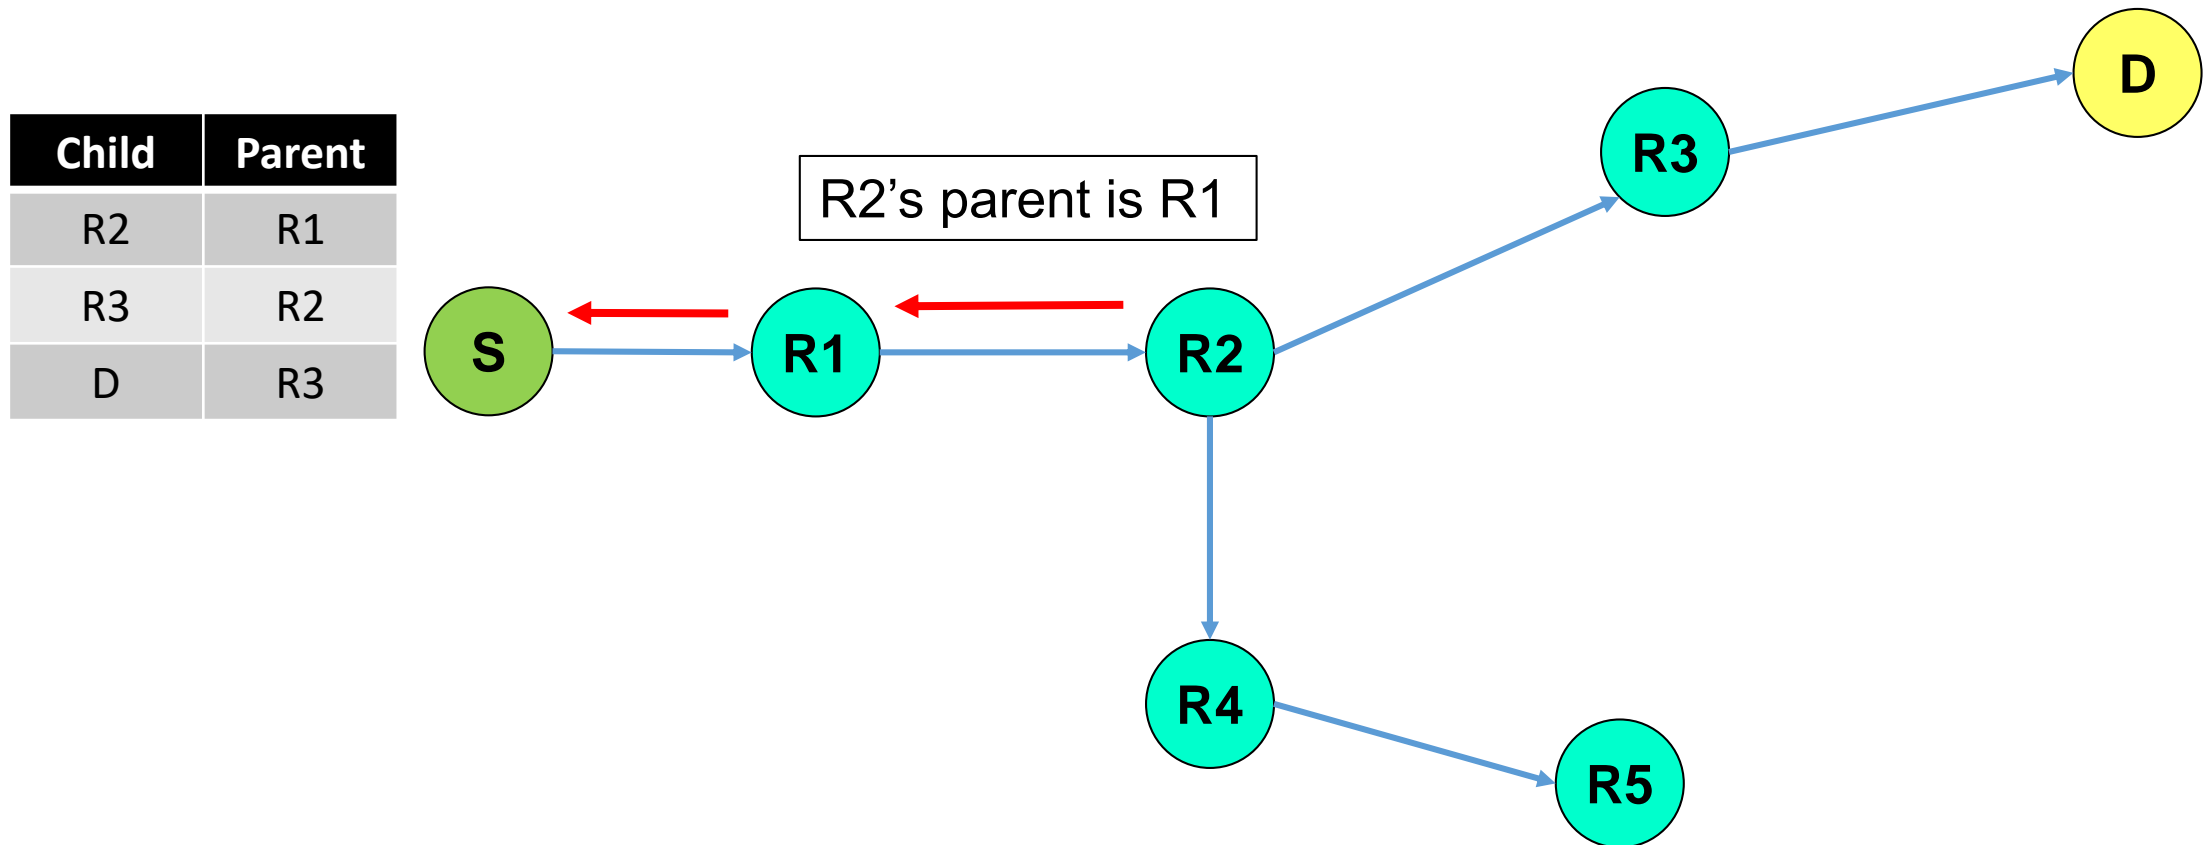 Child Parent
R2 R1
R3 R2
D R3
R2’s parent is R1
S
R1
R2
R3
D
R4
R5